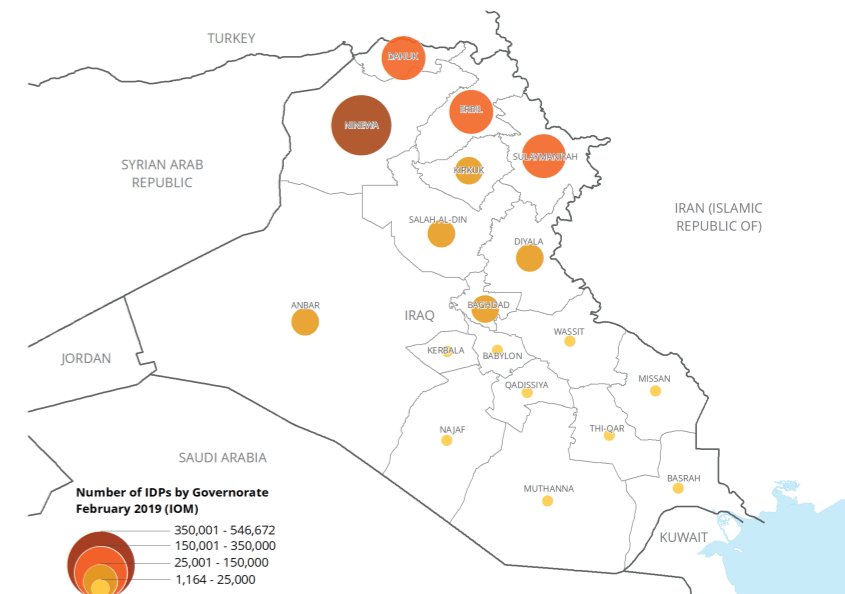 TURKEY
DAHUK
NINEWA
ERBIL
SYRIAN ARAB
REPUBLIC
KIRKUK
SULAYMANIYAH
IRAN (ISLAMIC
REPUBLIC OF)
SALAH AL-DIN
DIYALA
ANBAR
IRAQ
BAGHDAD
WASSIT
JORDAN
KERBALA
BABYLON
QADISSIYA
MISSAN
NAJAF
THI-QAR
SAUDI ARABIA
MUTHANNA
BASRAH
KUWAIT
Number of IDPs by Governorate
February 2019 (IOM)
350,001 - 546,672
150,001 - 350,000
25,001 - 150,000
1,164 - 25,000